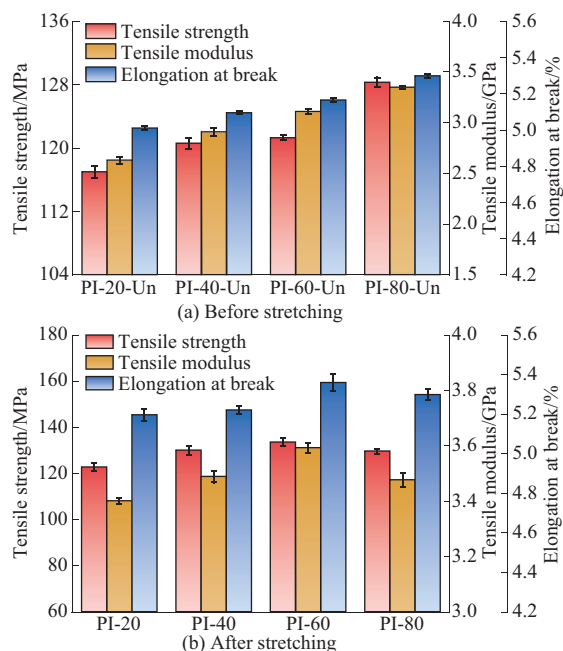 136
128
120
112
104
Tensile strength/MPa
Tensile strength
Tensile modulus
Elongation at break
4.0
3.5
3.0
2.5
2.0
1.5
Tensile modulus/GPa
5.6
5.4
5.2
5.0
4.8
4.6
4.4
4.2
Elongation at break/%
PI-20-Un PI-40-Un PI-60-Un PI-80-Un
(a) Before stretching
180
160
140
120
100
80
60
Tensile strength/MPa
Tensile strength
Tensile modulus
Elongation at break
4.0
3.8
3.6
3.4
3.2
3.0
Tensile modulus/GPa
5.6
5.4
5.2
5.0
4.8
4.6
4.4
4.2
Elongation at break/%
PI-20 PI-40 PI-60 PI-80
(b) After stretching